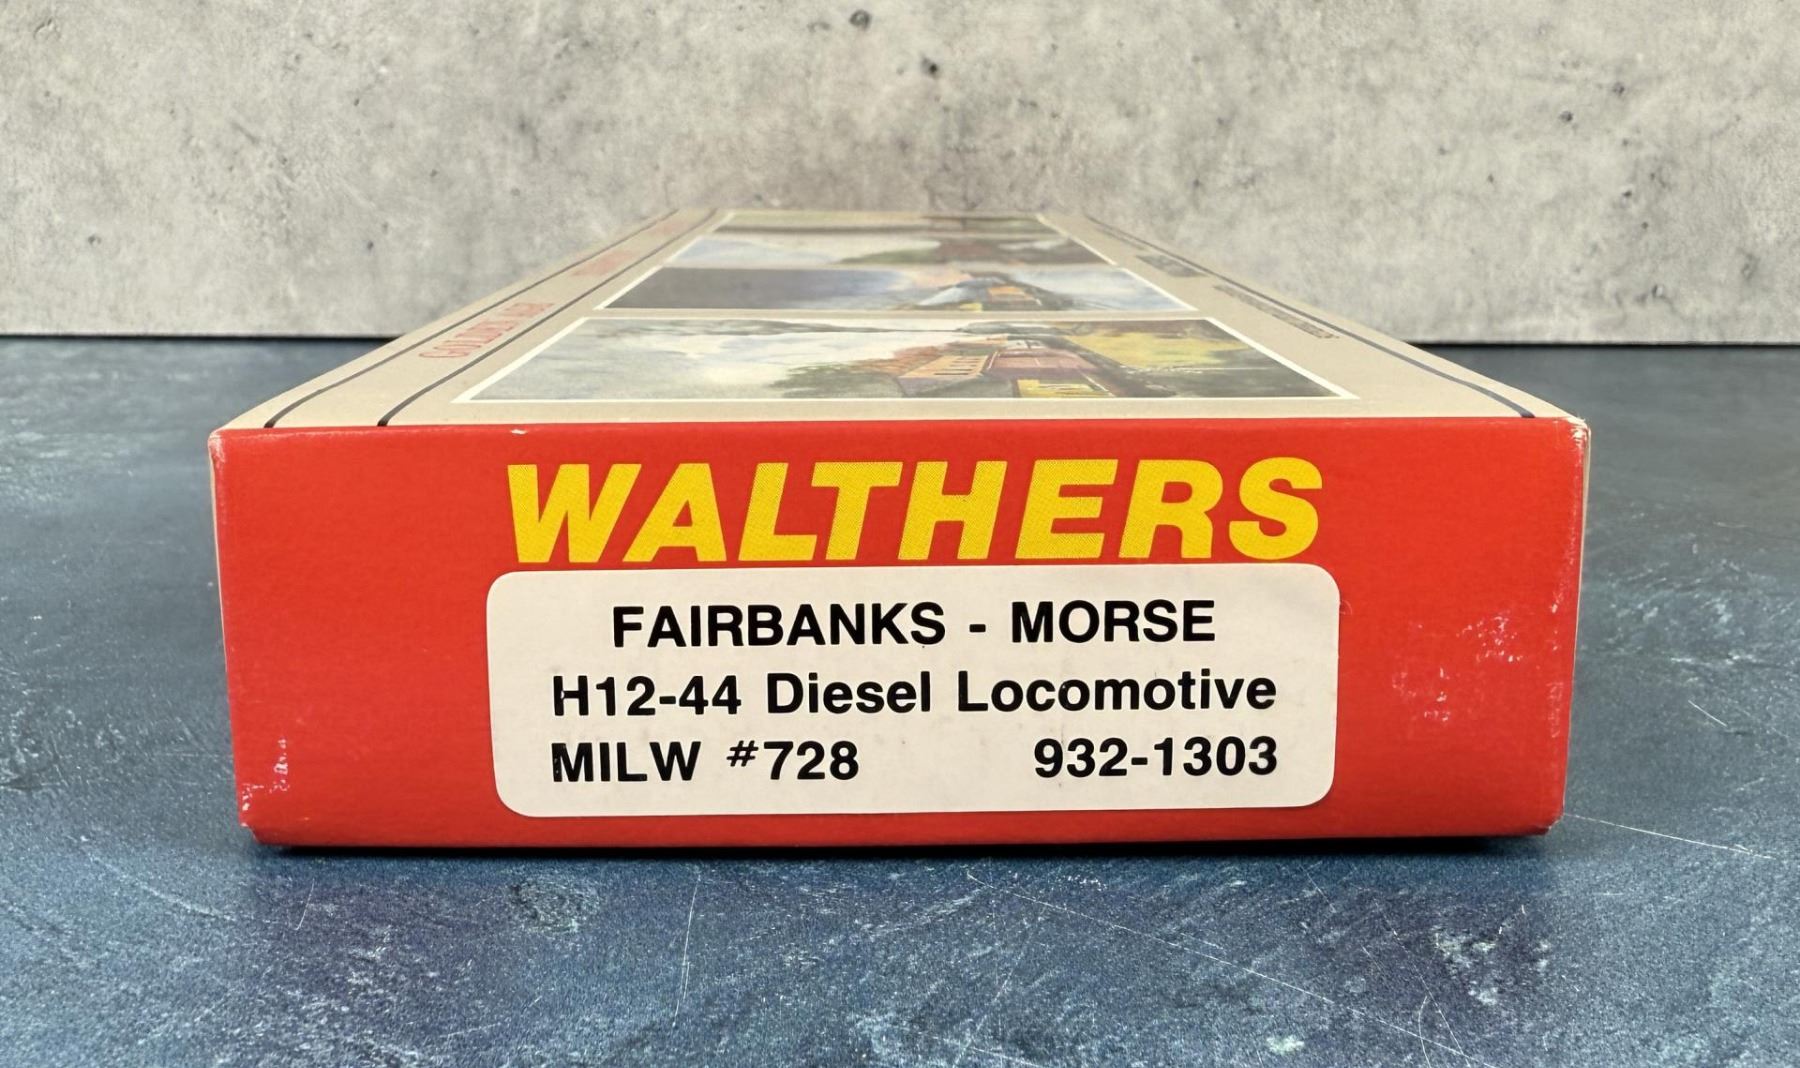 WALTHERS
FAIRBANKS - MORSE
H12-44 Diesel Locomotive
MILW #728 932-1303